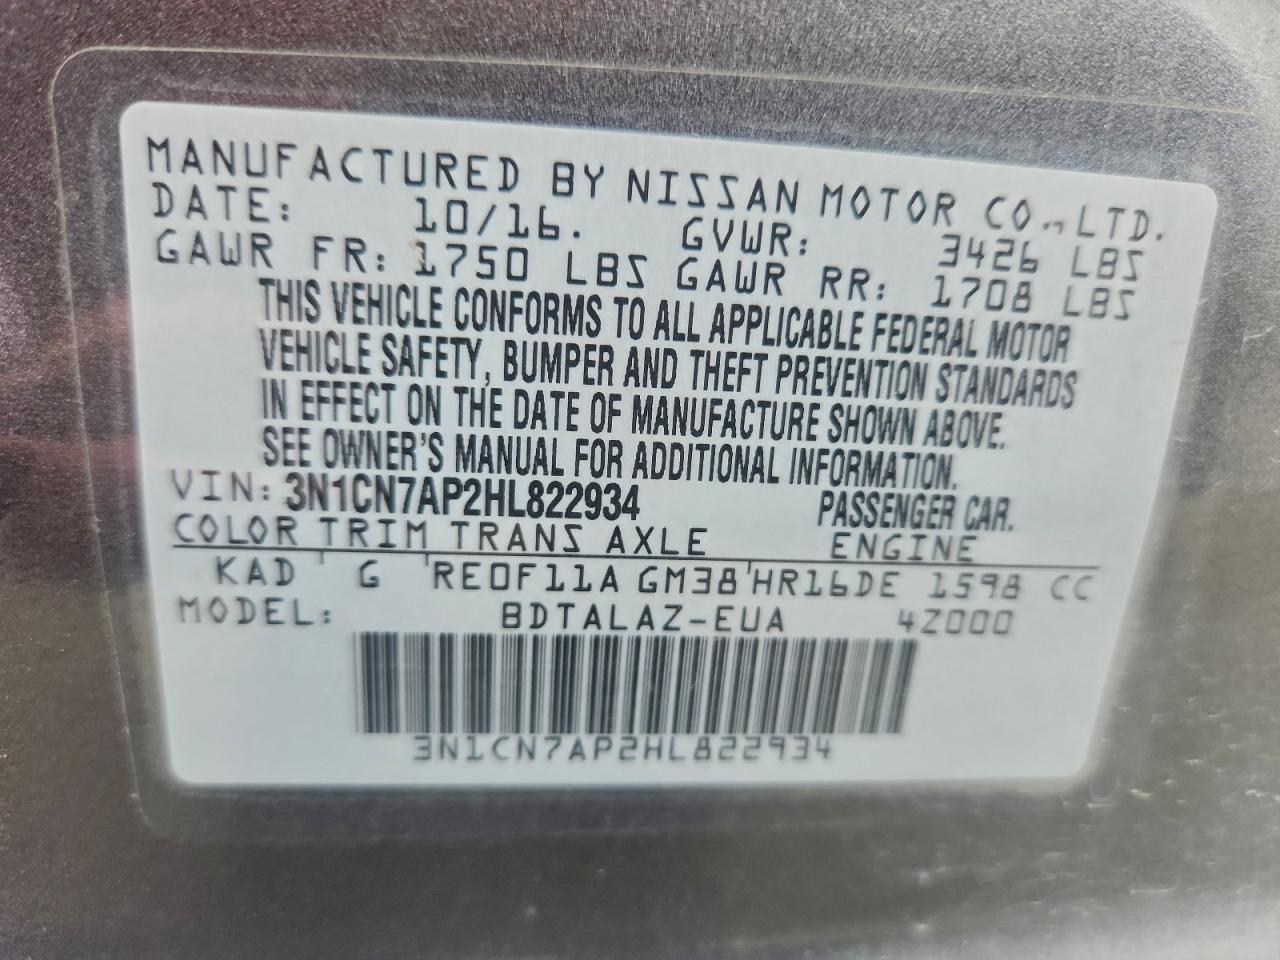 MANUFACTURED BY NISSAN MOTOR CO., LTD.
DATE: 10/16. GVWR: 3426 LBS
GAWR FR: 1750 LBS GAWR RR: 1708 LBS
THIS VEHICLE CONFORMS TO ALL APPLICABLE FEDERAL MOTOR
VEHICLE SAFETY, BUMPER AND THEFT PREVENTION STANDARDS
IN EFFECT ON THE DATE OF MANUFACTURE SHOWN ABOVE.
SEE OWNER'S MANUAL FOR ADDITIONAL INFORMATION.
VIN: 3N1CN7AP2HL822934 PASSENGER CAR.
COLOR TRIM TRANS AXLE ENGINE
KAD G RE0F11A GM38 HR16DE 1598 CC
MODEL: BDTALAZ-EUA 4Z000
3N1CN7AP2HL822934